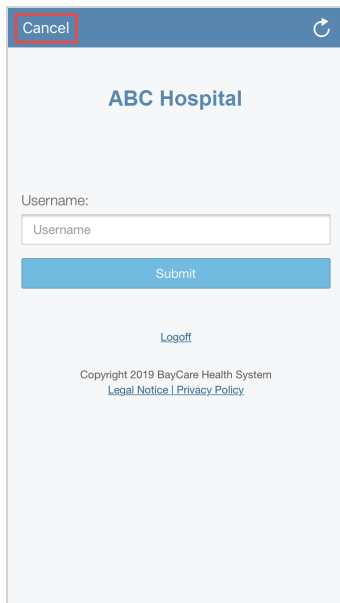 Cancel
ABC Hospital
Username:
Username
Submit
Logoff
Copyright 2019 BayCare Health System
Legal Notice | Privacy Policy